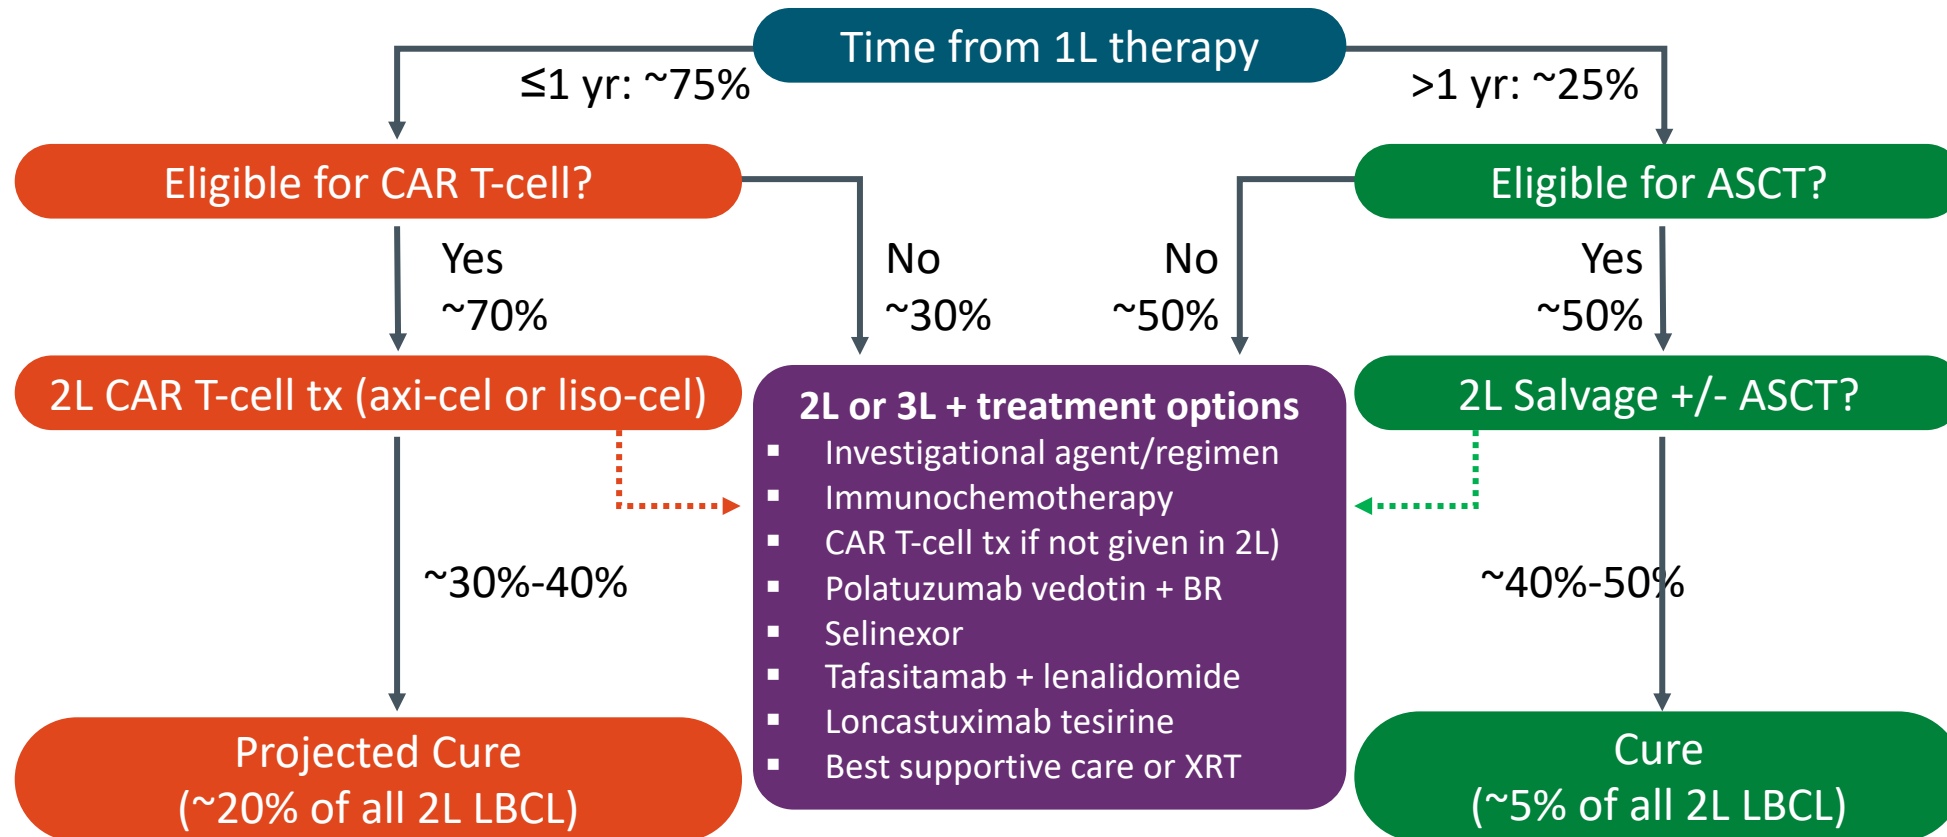 Time from 1L therapy
≤1 yr: ~75%
>1 yr: ~25%
Eligible for CAR T-cell?
Eligible for ASCT?
Yes
~70%
No
~30%
No
~50%
Yes
~50%
2L CAR T-cell tx (axi-cel or liso-cel)
2L Salvage +/- ASCT?
2L or 3L + treatment options
▪ Investigational agent/regimen
▪ Immunochemotherapy
▪ CAR T-cell tx if not given in 2L)
▪ Polatuzumab vedotin + BR
▪ Selinexor
▪ Tafasitamab + lenalidomide
▪ Loncastuximab tesirine
▪ Best supportive care or XRT
~30%-40%
~40%-50%
Projected Cure
(~20% of all 2L LBCL)
Cure
(~5% of all 2L LBCL)